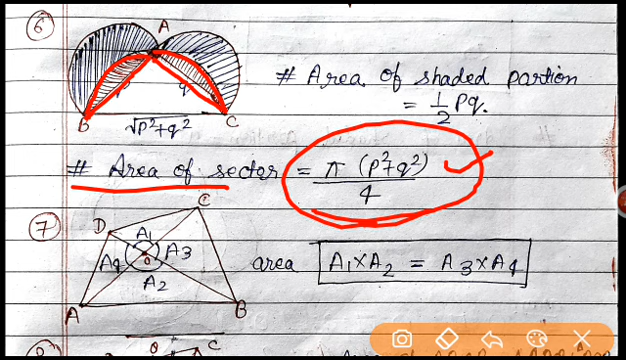 6
A
p
q
B
C
√p²+q²
# Area of shaded partion
= 1/2 pq.
# Area of sector = π (p²+q²)/4
7
C
D
A1
A4
A3
o
A2
A
B
area A1×A2 = A3×A4
C